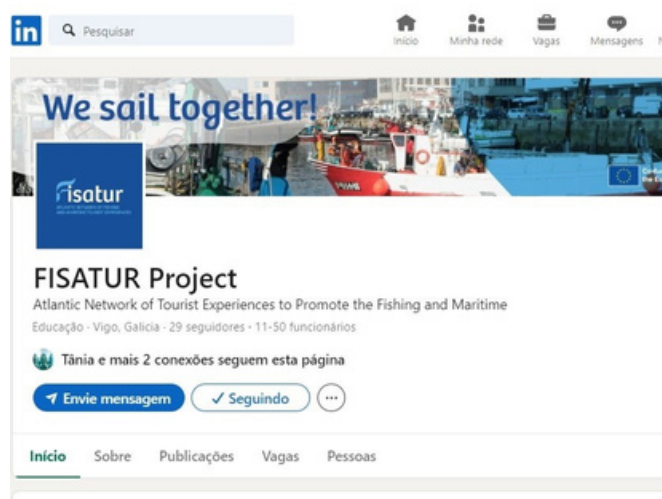 in
Pesquisar
Início
Minha rede
Vagas
Mensagens
We sail together!
Fisatur
FISATUR Project
Atlantic Network of Tourist Experiences to Promote the Fishing and Maritime
Educação · Vigo, Galicia · 29 seguidores · 11-50 funcionários
Tânia e mais 2 conexões seguem esta página
Envie mensagem
✓ Seguindo
...
Início
Sobre
Publicações
Vagas
Pessoas